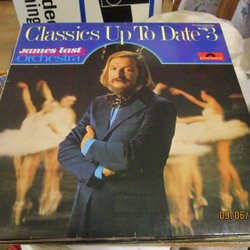 Classics Up To Date 3
james last
Orchestra
09/06/